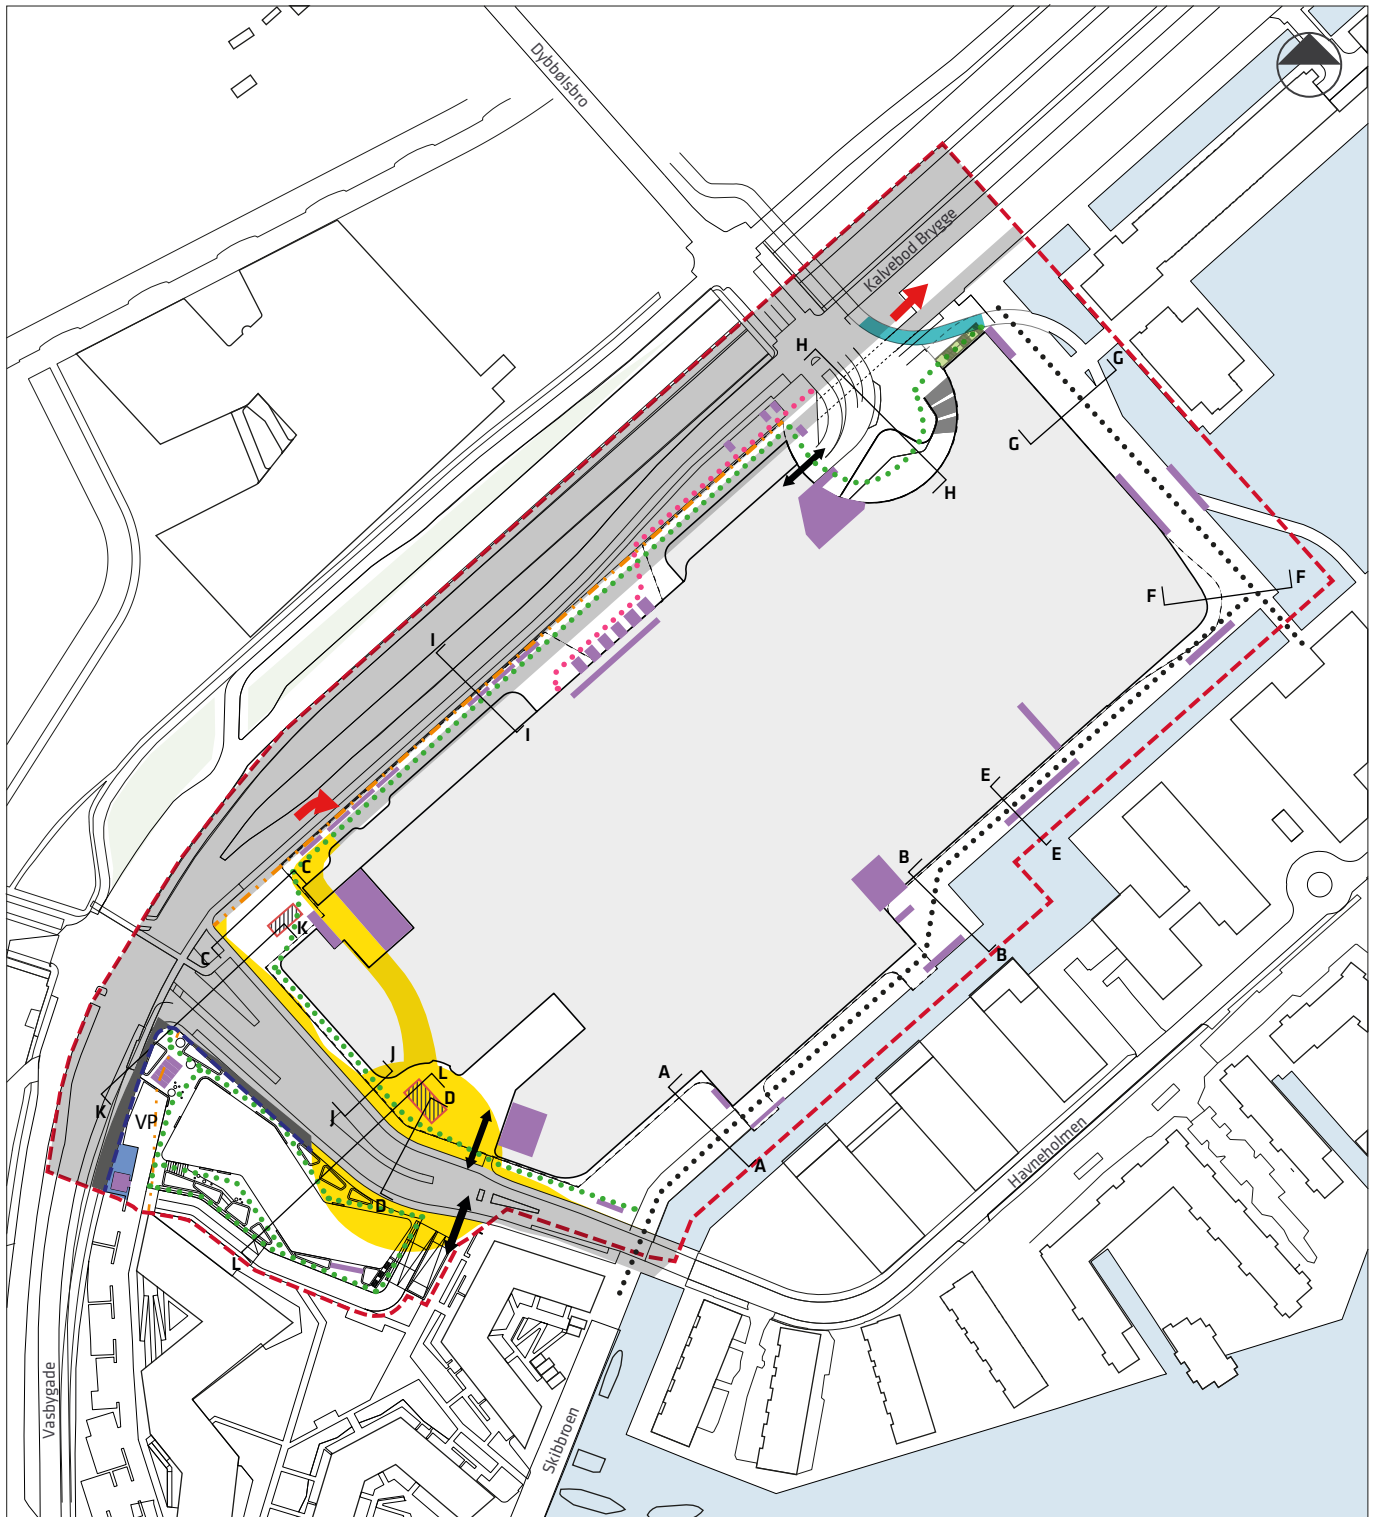 Dybbølsbro
Kalvebod Brygge
H
G
G
H
F
F
I
I
E
C
E
B
K
C
B
J
L
A
D
K
J
VP
A
Havneholmen
D
L
Vasbygade
Skibbroen